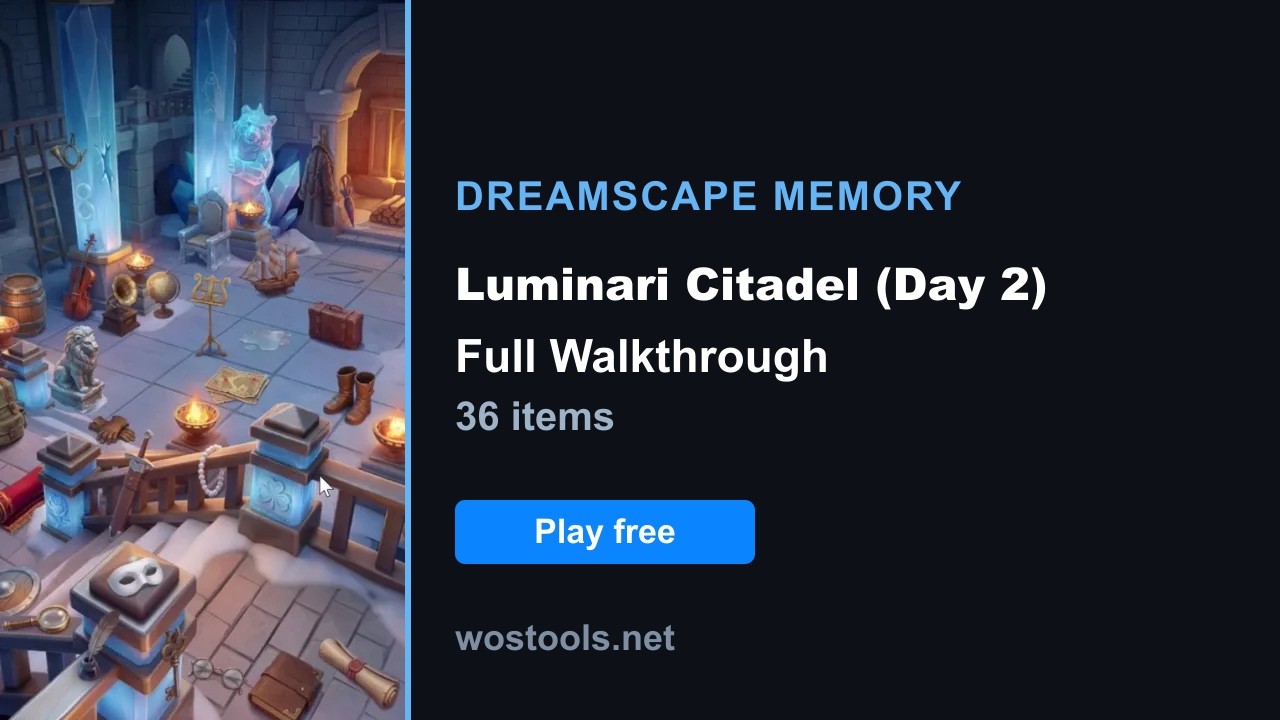 DREAMSCAPE MEMORY
Luminari Citadel (Day 2)
Full Walkthrough
36 items
Play free
wostools.net